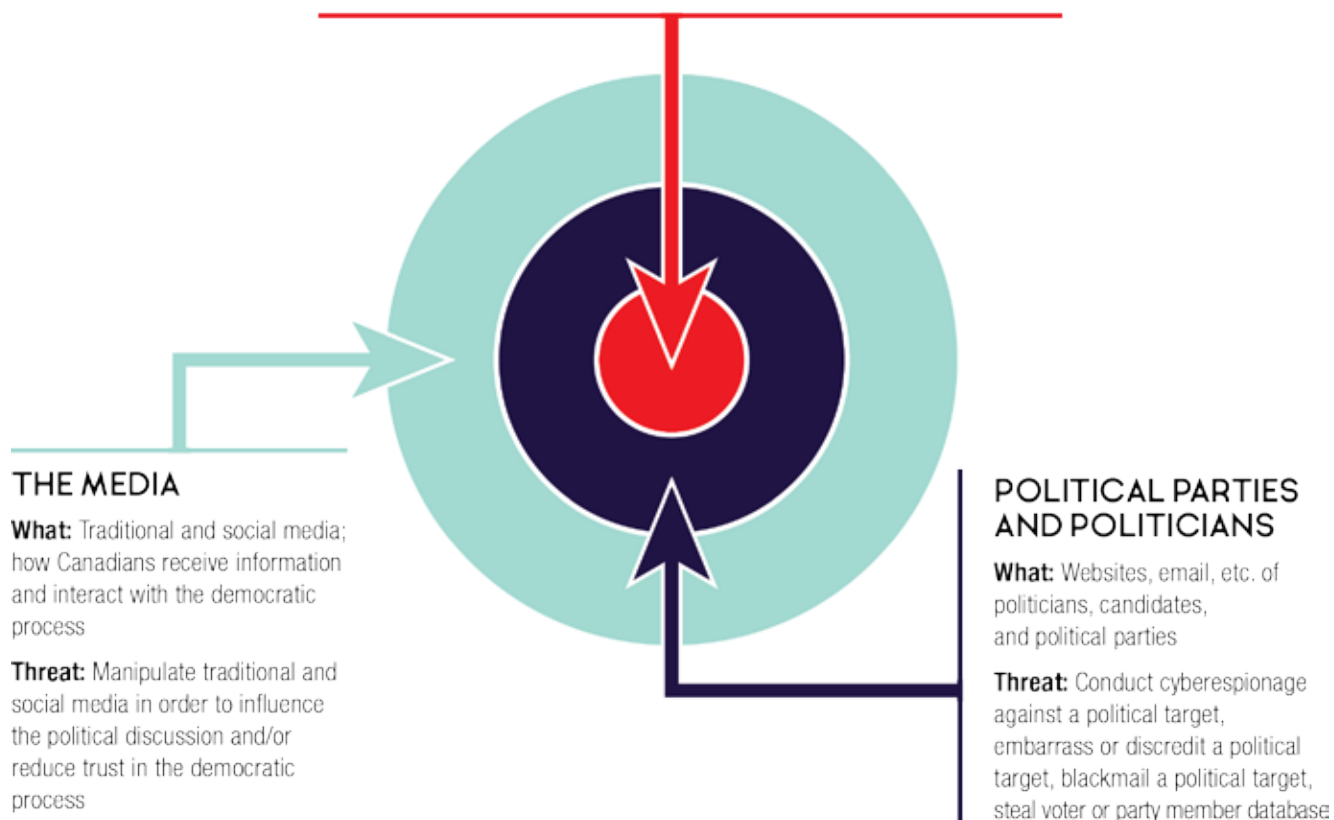 THE MEDIA
What: Traditional and social media;
how Canadians receive information
and interact with the democratic
process
Threat: Manipulate traditional and
social media in order to influence
the political discussion and/or
reduce trust in the democratic
process
POLITICAL PARTIES
AND POLITICIANS
What: Websites, email, etc. of
politicians, candidates,
and political parties
Threat: Conduct cyberespionage
against a political target,
embarrass or discredit a political
target, blackmail a political target,
steal voter or party member database